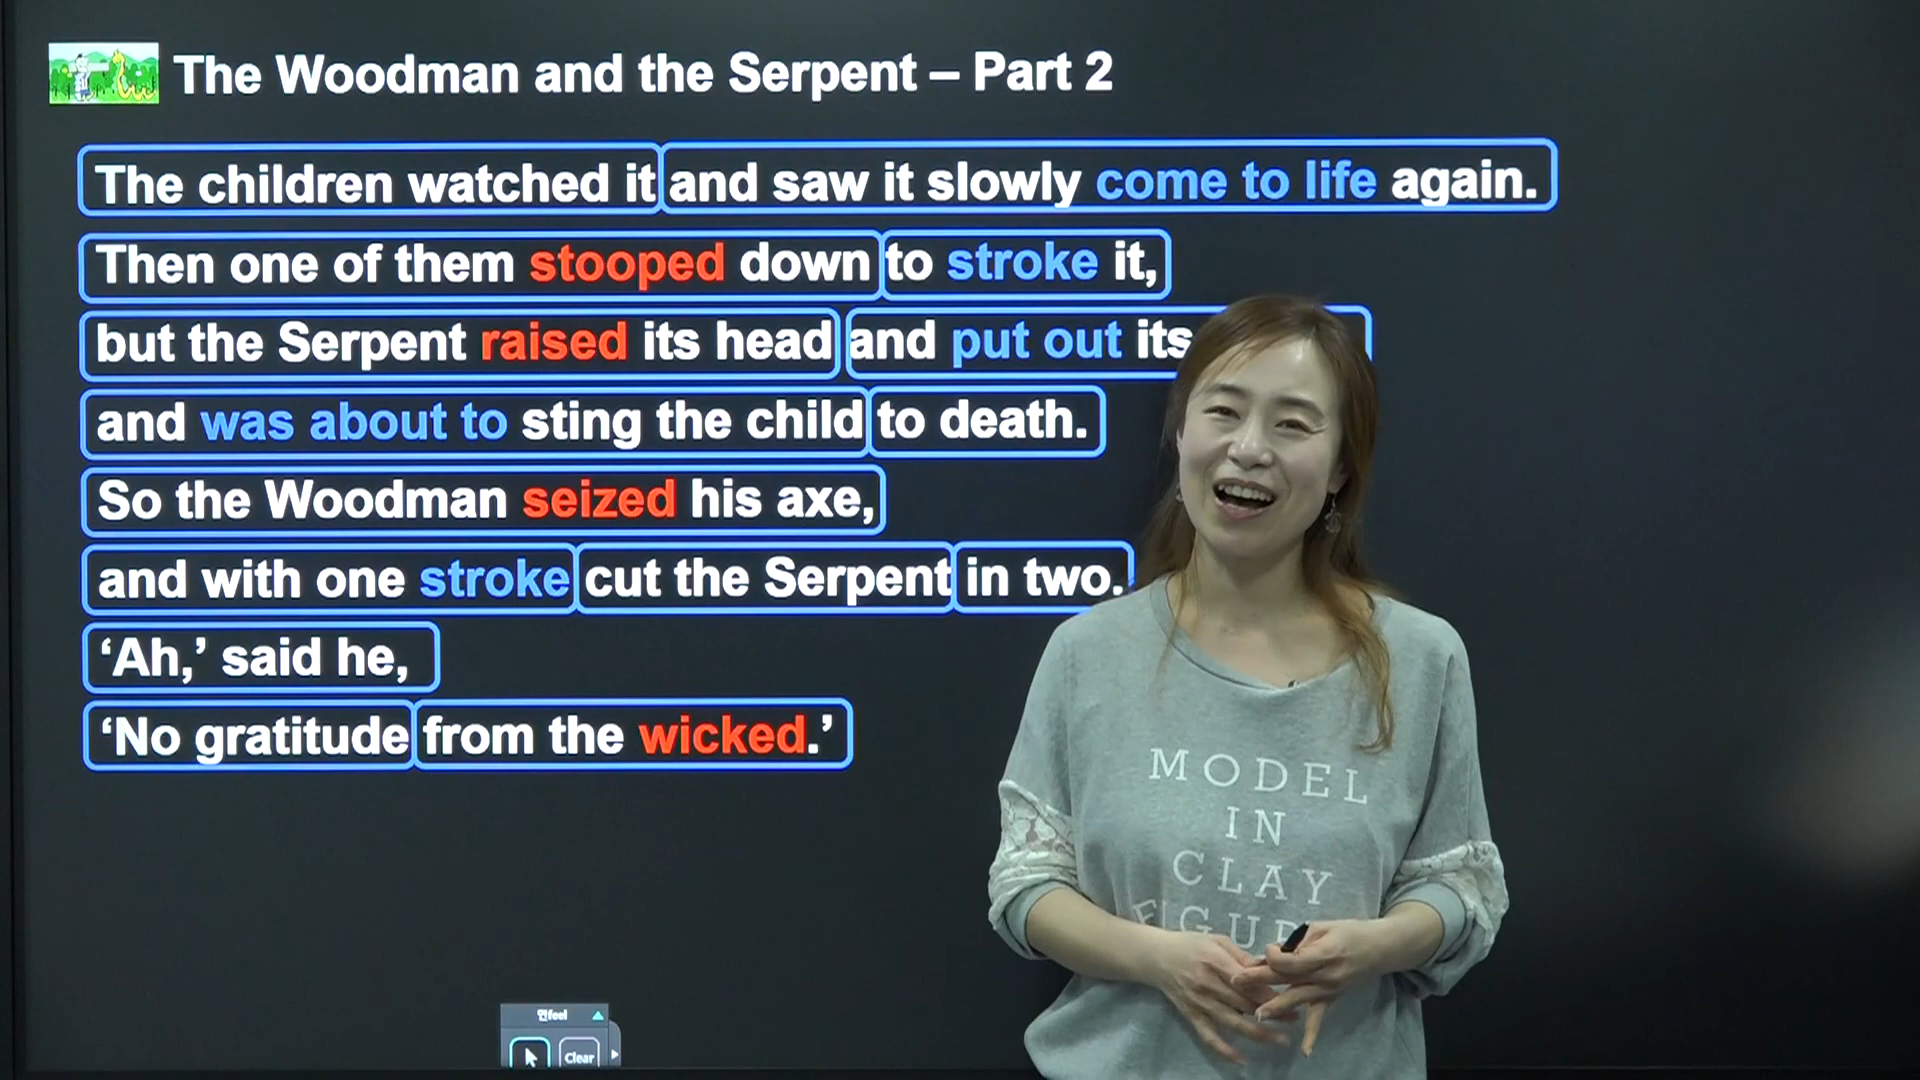 The Woodman and the Serpent – Part 2
The children watched it and saw it slowly come to life again.
Then one of them stooped down to stroke it,
but the Serpent raised its head and put out its
and was about to sting the child to death.
So the Woodman seized his axe,
and with one stroke cut the Serpent in two.
‘Ah,’ said he,
‘No gratitude from the wicked.’
MODEL
IN
CLAY
Clear